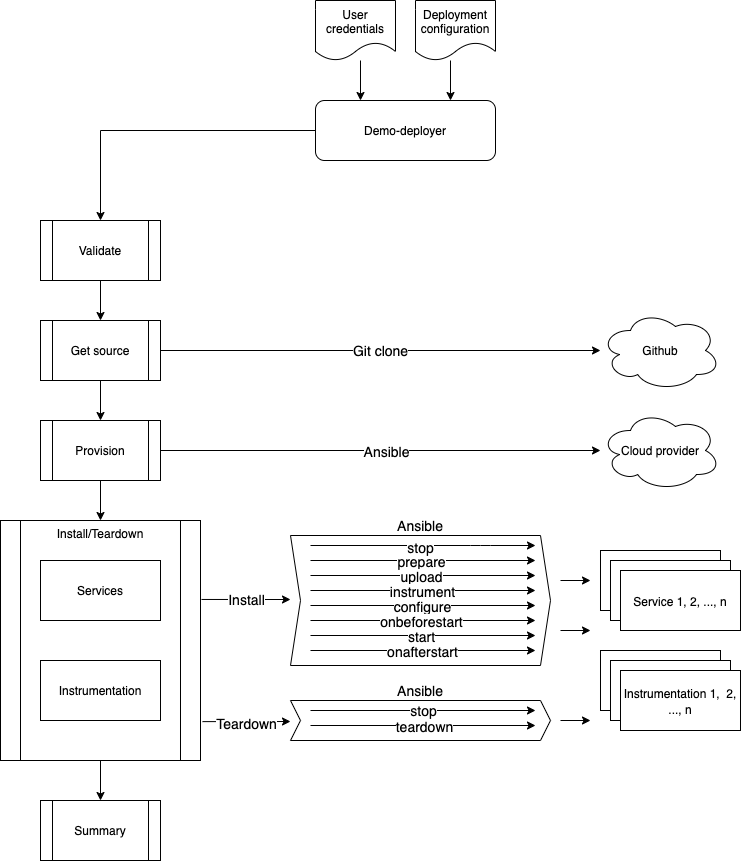 User
credentials
Deployment
configuration
Demo-deployer
Validate
Get source
Git clone
Github
Provision
Ansible
Cloud provider
Install/Teardown
Services
Instrumentation
Install
Ansible
stop
prepare
upload
instrument
configure
onbeforestart
start
onafterstart
Service 1, 2, ..., n
Teardown
Ansible
stop
teardown
Instrumentation 1, 2,
..., n
Summary